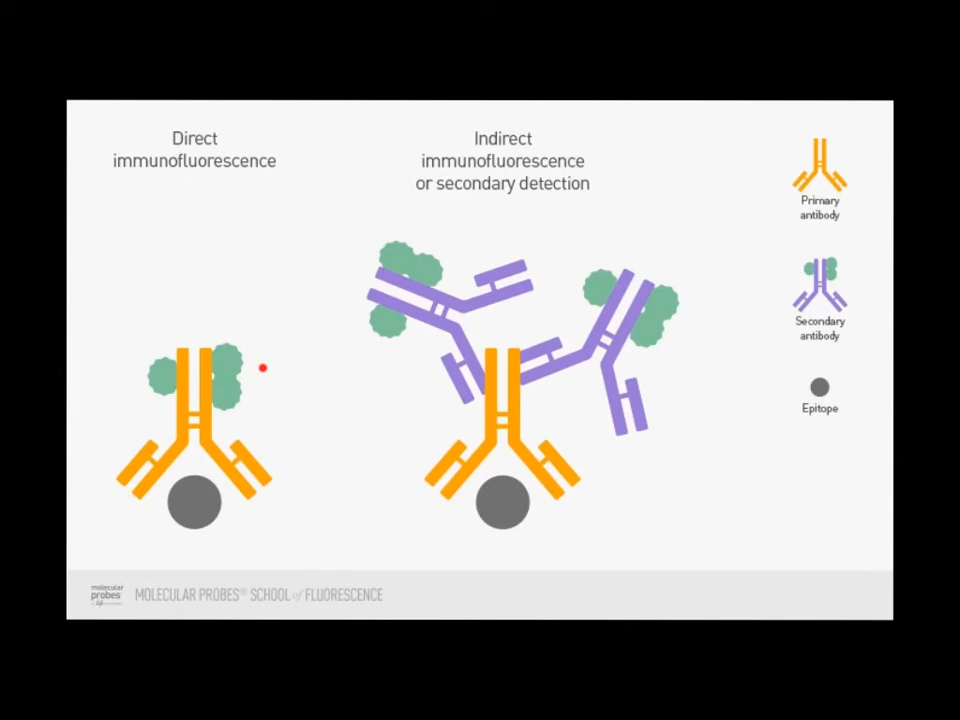 Direct
immunofluorescence
Indirect
immunofluorescence
or secondary detection
Primary
antibody
Secondary
antibody
Epitope
molecular
probes
MOLECULAR PROBES® SCHOOL of FLUORESCENCE